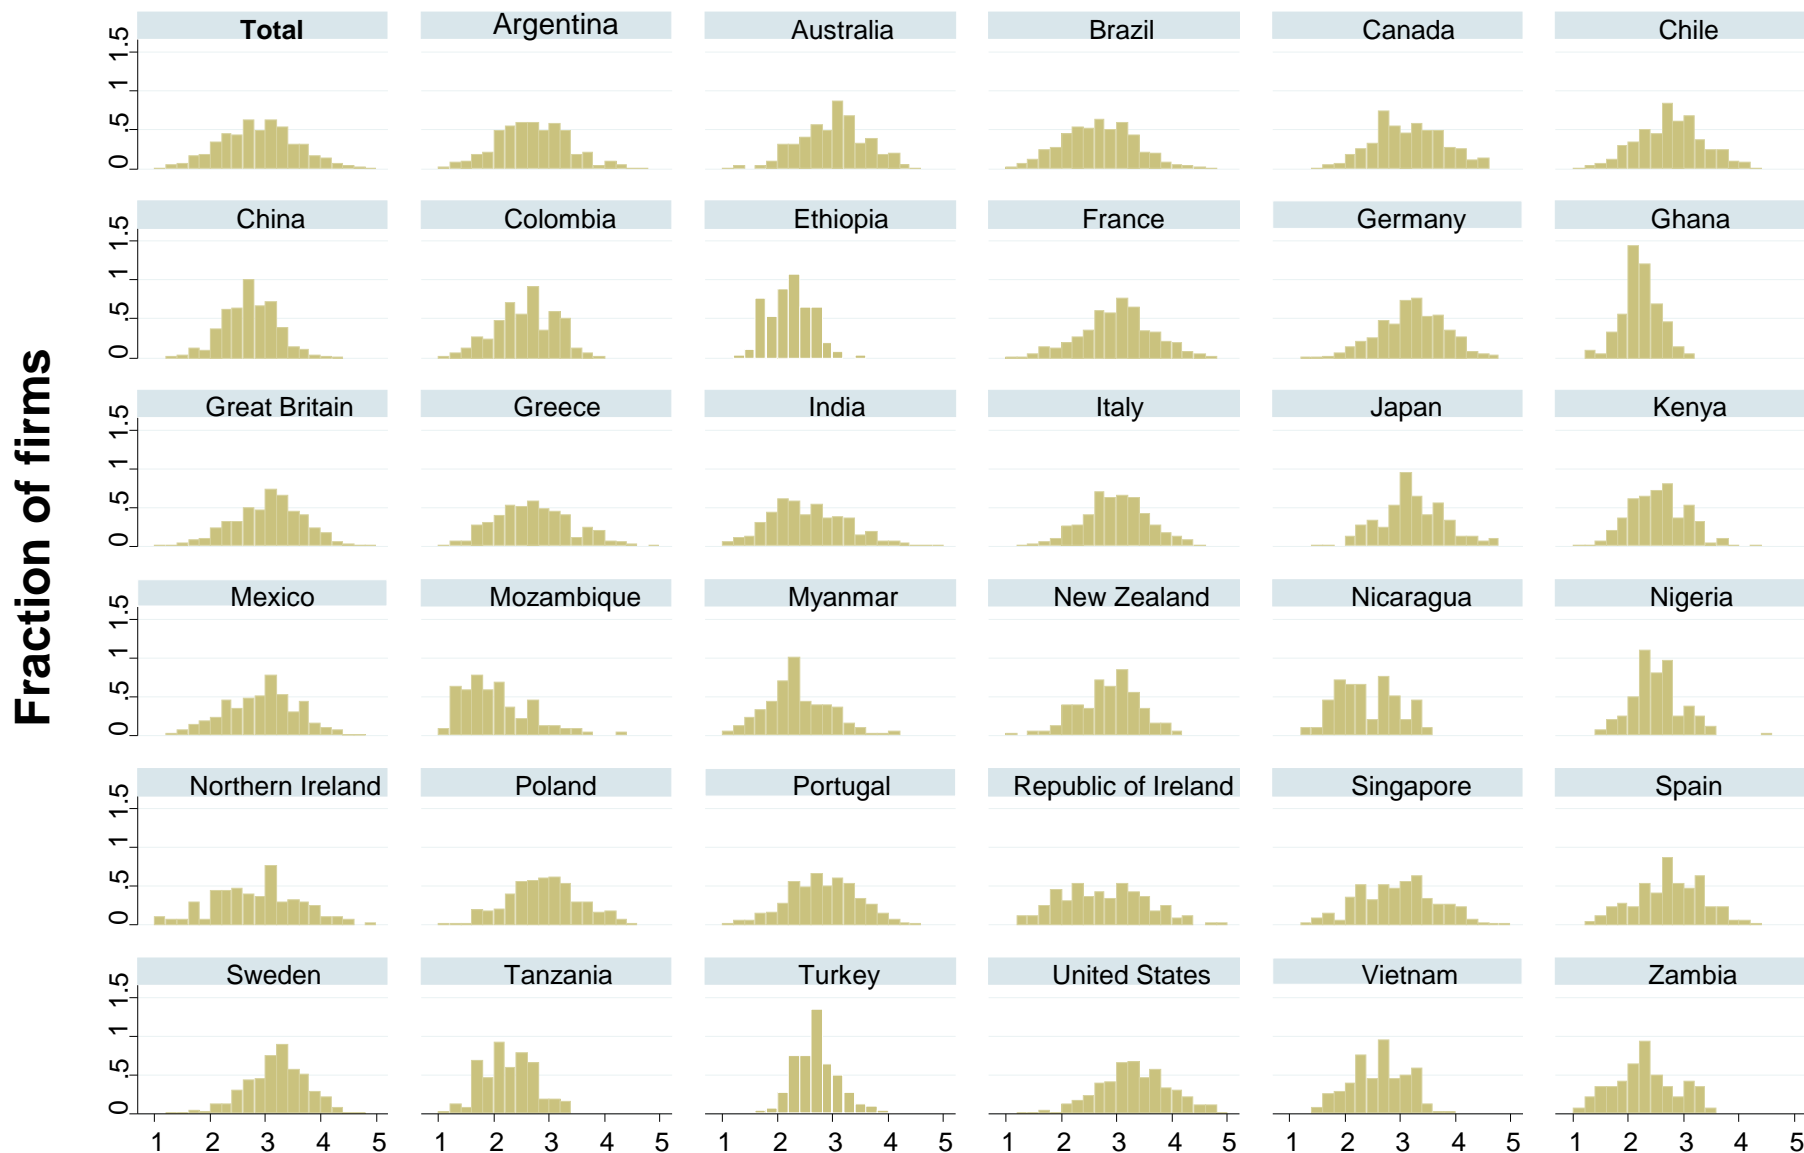 Total Argentina Australia Brazil Canada Chile
0 .5 1 1.5
China Colombia Ethiopia France Germany Ghana
0 .5 1 1.5
Great Britain Greece India Italy Japan Kenya
0 .5 1 1.5
Mexico Mozambique Myanmar New Zealand Nicaragua Nigeria
0 .5 1 1.5
Northern Ireland Poland Portugal Republic of Ireland Singapore Spain
0 .5 1 1.5
Sweden Tanzania Turkey United States Vietnam Zambia
0 .5 1 1.5
1 2 3 4 5 1 2 3 4 5 1 2 3 4 5 1 2 3 4 5 1 2 3 4 5 1 2 3 4 5
Fraction of firms